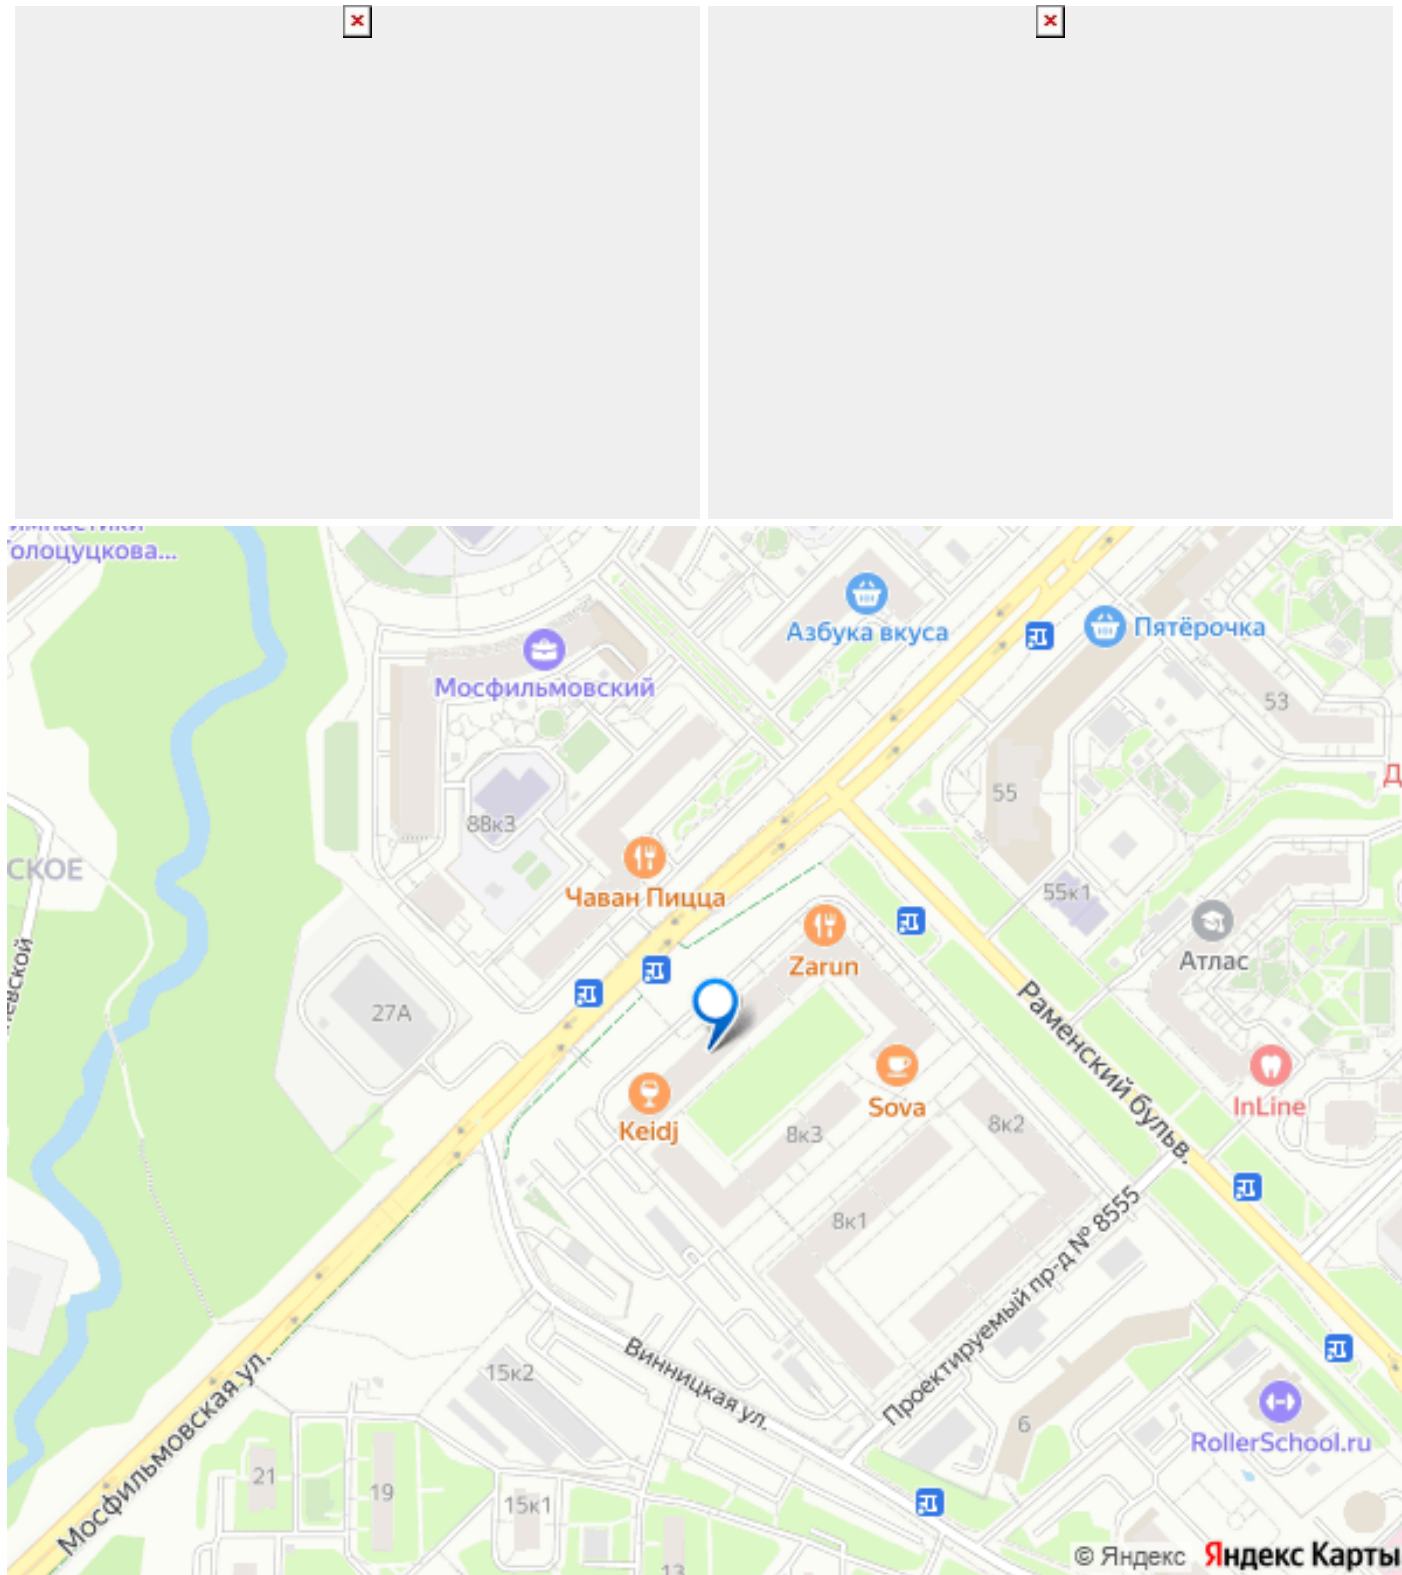 олоцуцкова...
Азбука вкуса
Пятёрочка
Мосфильмовский
53
55
88к3
Чаван Пицца
СКОЕ
55к1
Zarun
Атлас
27А
Раменский бульв.
Sova
InLine
Keidj
8к3
8к2
8к1
Проектируемый пр-д № 8555
Винницкая ул.
15к2
Мосфильмовская ул.
6
RollerSchool.ru
21
19
15к1
13
© Яндекс Яндекс Карты